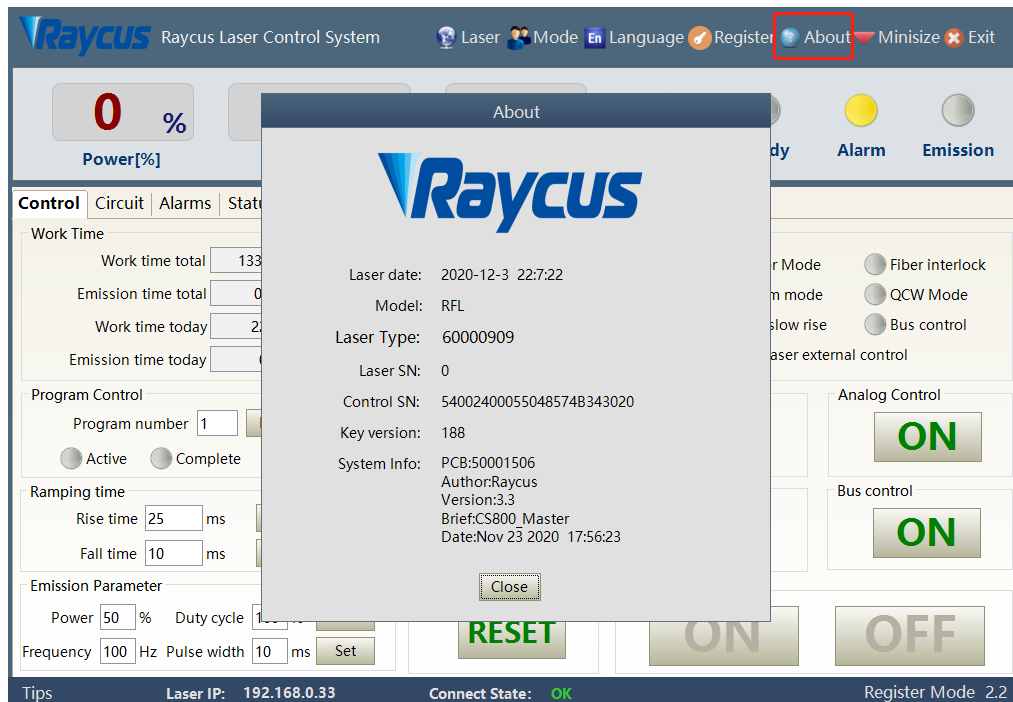 Raycus Raycus Laser Control System Laser Mode En Language Register About Minisize Exit
0 %
Power[%] Alarm Emission
About
Raycus
Control Circuit Alarms
Work Time
Work time total 133
Emission time total 0
Work time today
Emission time today
Mode Fiber interlock
mode QCW Mode
slow rise Bus control
external control
Laser date: 2020-12-3 22:7:22
Model: RFL
Laser Type: 60000909
Laser SN: 0
Control SN: 54002400055048574B343020
Key version: 188
System Info: PCB:50001506
Author:Raycus
Version:3.3
Brief:CS800_Master
Date:Nov 23 2020 17:56:23
Close
Program Control
Program number 1
Active Complete
Analog Control
ON
Ramping time
Rise time 25 ms
Fall time 10 ms
Bus control
ON
Emission Parameter
Power 50 % Duty cycle
Frequency 100 Hz Pulse width 10 ms Set
RESET ON OFF
Tips Laser IP: 192.168.0.33 Connect State: OK Register Mode 2.2